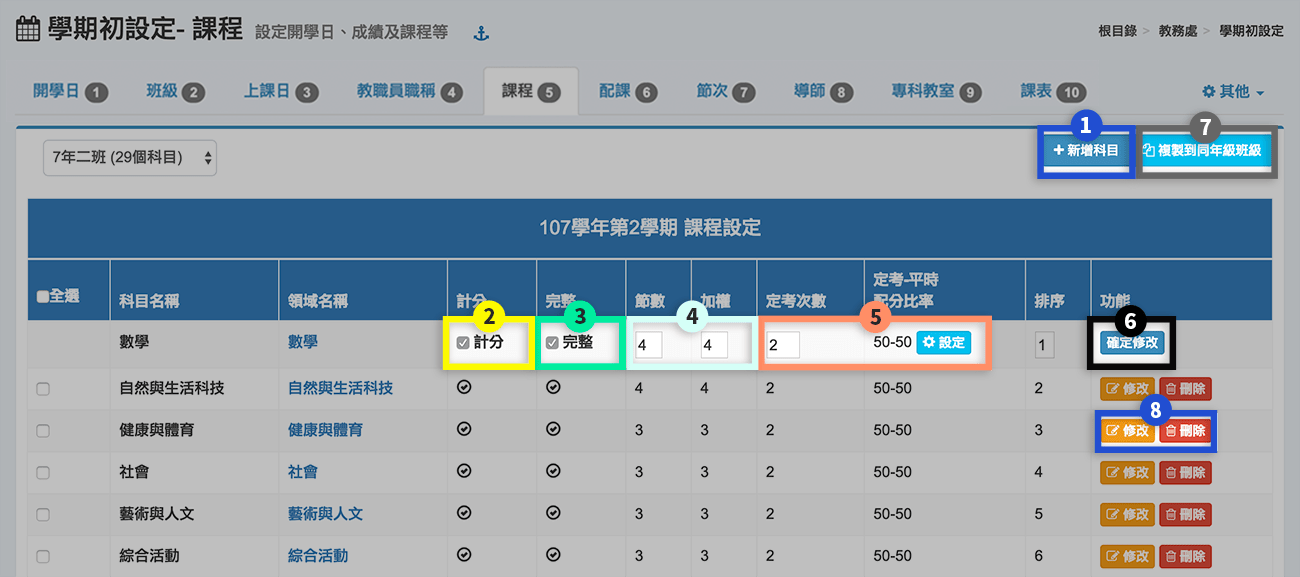 學期初設定- 課程 設定開學日、成績及課程等
根目錄 > 教務處 > 學期初設定
開學日 1 班級 2 上課日 3 教職員職稱 4 課程 5 配課 6 節次 7 導師 8 專科教室 9 課表 10 其他
1 7
7年二班 (29個科目) +新增科目 複製到同年級班級
107學年第2學期 課程設定
全選 科目名稱 領域名稱 計分 完整 節數 加權 定考次數 定考-平時 配分比率 排序 功能
2 3 4 5 6
數學 數學 計分 完整 4 4 2 50-50 設定 1 確定修改
自然與生活科技 自然與生活科技 4 4 2 50-50 2 修改 刪除
8
健康與體育 健康與體育 3 3 2 50-50 3 修改 刪除
社會 社會 3 3 2 50-50 4 修改 刪除
藝術與人文 藝術與人文 3 3 2 50-50 5 修改 刪除
綜合活動 綜合活動 3 3 2 50-50 6 修改 刪除